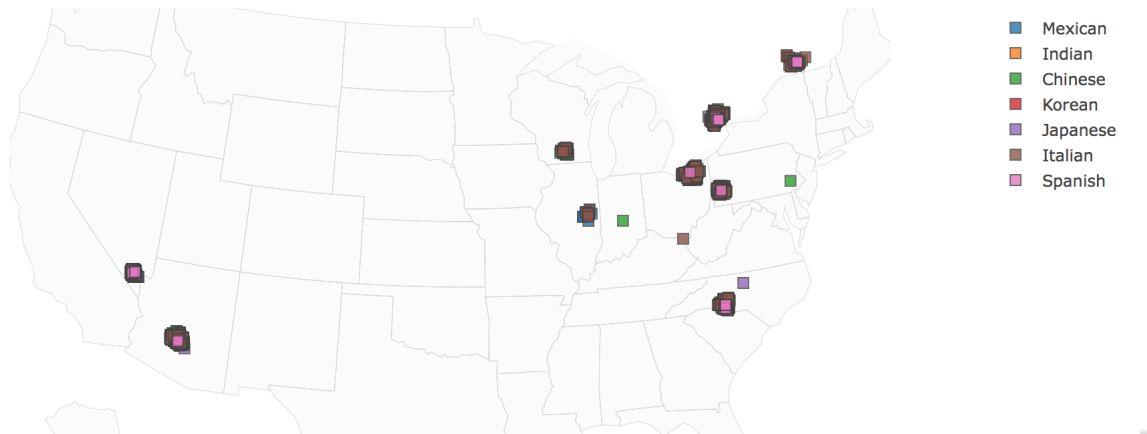 Mexican
Indian
Chinese
Korean
Japanese
Italian
Spanish